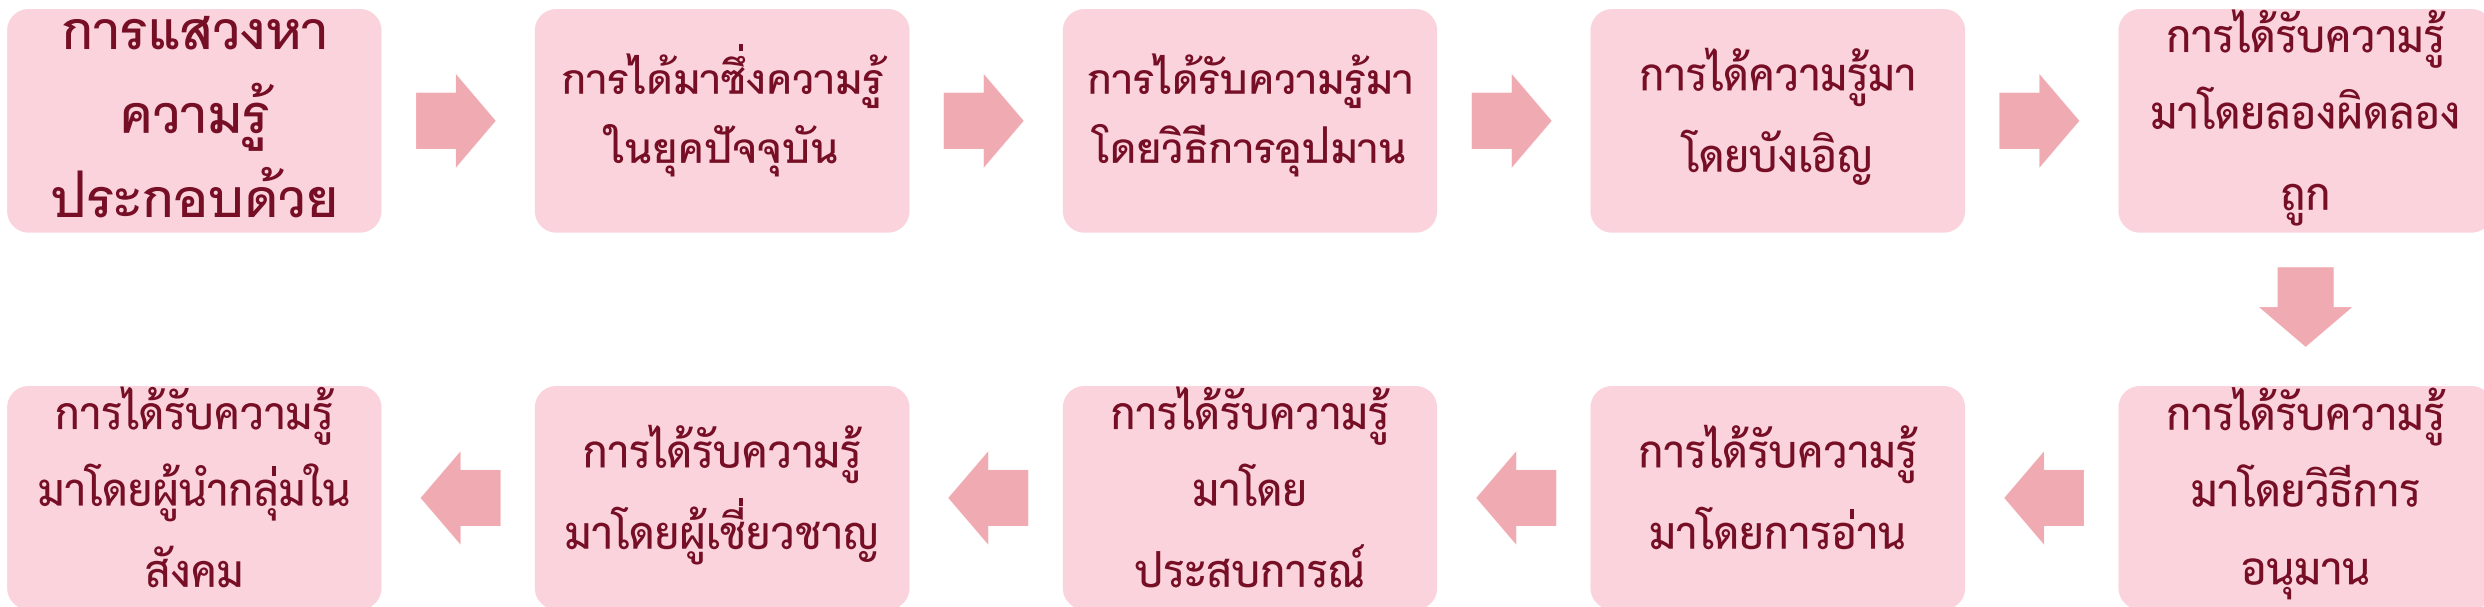 การแสวงหา
ความรู้
ประกอบด้วย
การได้มาซึ่งความรู้
ในยุคปัจจุบัน
การได้รับความรู้มา
โดยวิธีการอุปมาน
การได้ความรู้มา
โดยบังเอิญ
การได้รับความรู้
มาโดยลองผิดลอง
ถูก
การได้รับความรู้
มาโดยวิธีการ
อนุมาน
การได้รับความรู้
มาโดยการอ่าน
การได้รับความรู้
มาโดย
ประสบการณ์
การได้รับความรู้
มาโดยผู้เชี่ยวชาญ
การได้รับความรู้
มาโดยผู้นำกลุ่มใน
สังคม